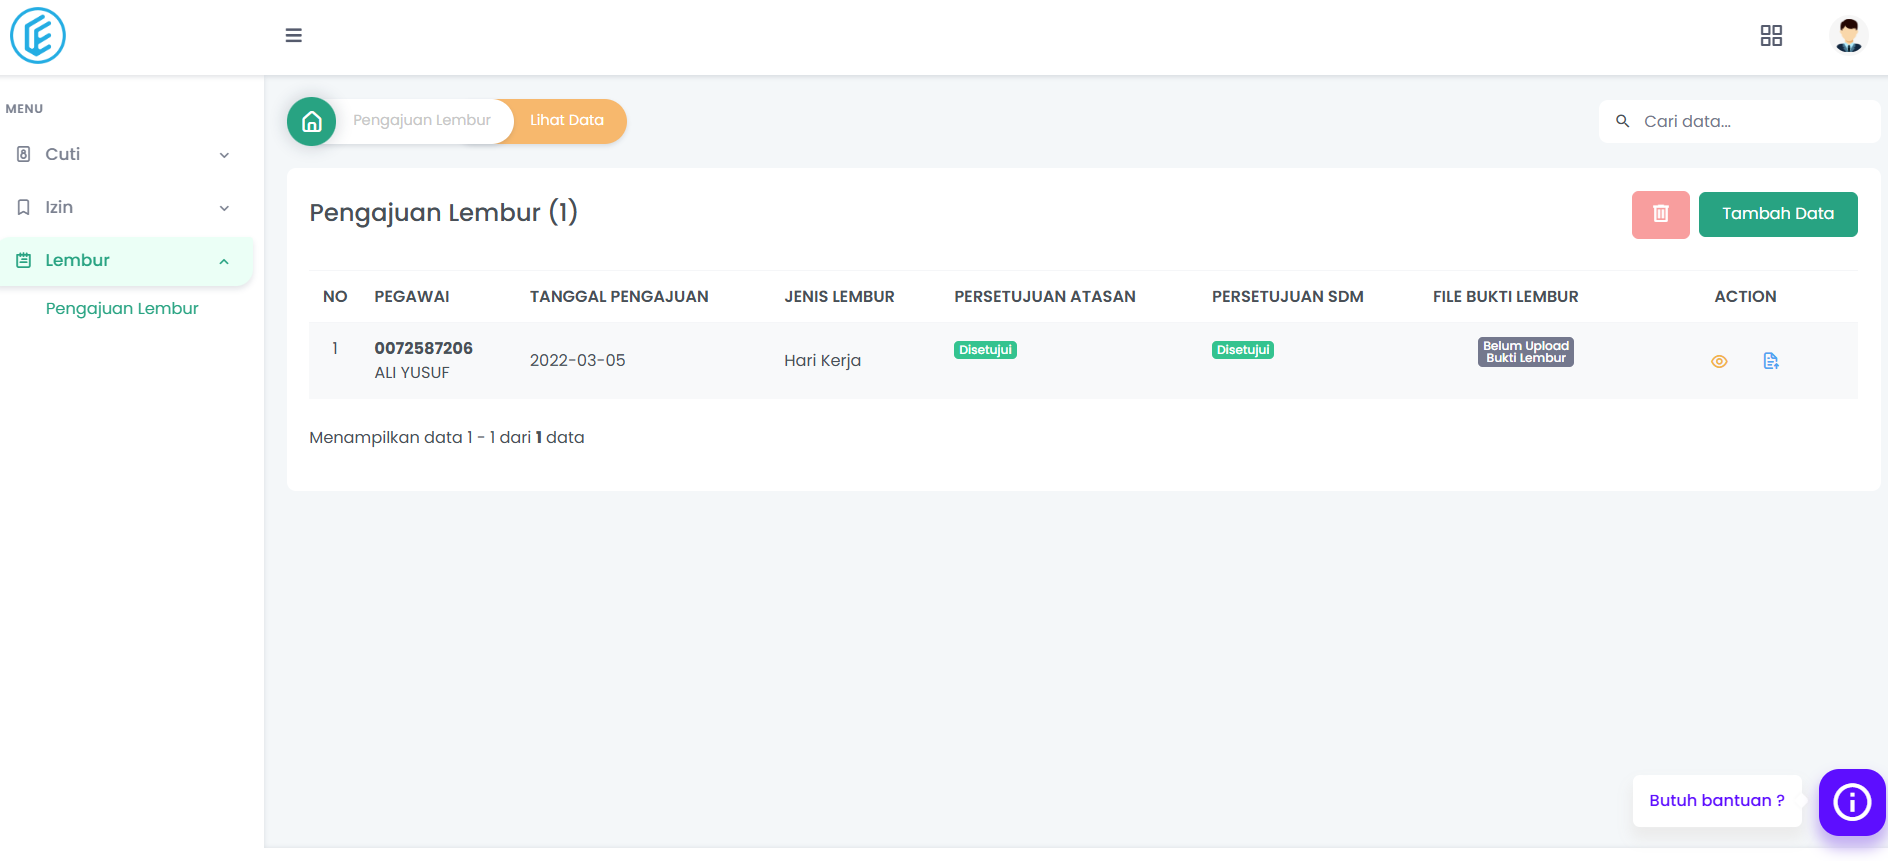 MENU
Cuti
Izin
Lembur
Pengajuan Lembur
Pengajuan Lembur
Lihat Data
Cari data...
Pengajuan Lembur (1)
Tambah Data
NO PEGAWAI TANGGAL PENGAJUAN JENIS LEMBUR PERSETUJUAN ATASAN PERSETUJUAN SDM FILE BUKTI LEMBUR ACTION
1 0072587206 2022-03-05 Hari Kerja Disetujui Disetujui Belum Upload
ALI YUSUF Bukti Lembur
Menampilkan data 1 - 1 dari 1 data
Butuh bantuan ?